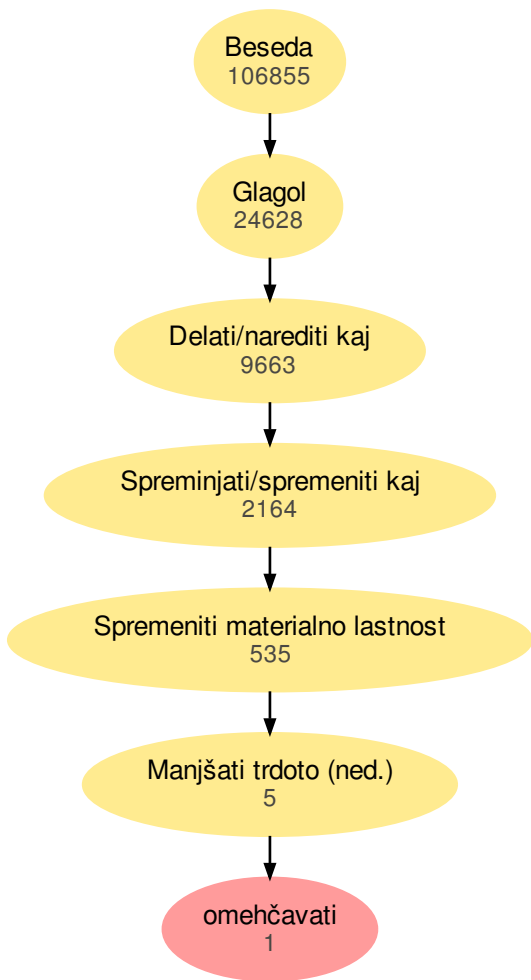 Beseda
106855
Glagol
24628
Delati/narediti kaj
9663
Spreminjati/spremeniti kaj
2164
Spremeniti materialno lastnost
535
Manjšati trdoto (ned.)
5
omehčavati
1